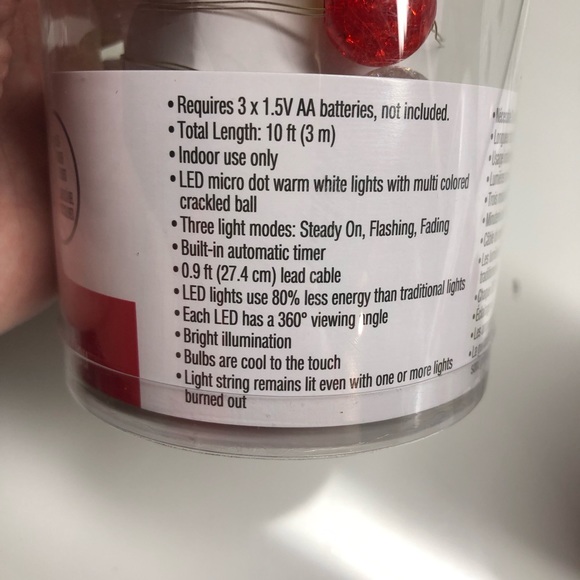 • Requires 3 x 1.5V AA batteries, not included.
• Total Length: 10 ft (3 m)
• Indoor use only
• LED micro dot warm white lights with multi colored
crackled ball
• Three light modes: Steady On, Flashing, Fading
• Built-in automatic timer
• 0.9 ft (27.4 cm) lead cable
• LED lights use 80% less energy than traditional lights
• Each LED has a 360° viewing angle
• Bright illumination
• Bulbs are cool to the touch
• Light string remains lit even with one or more lights
burned out